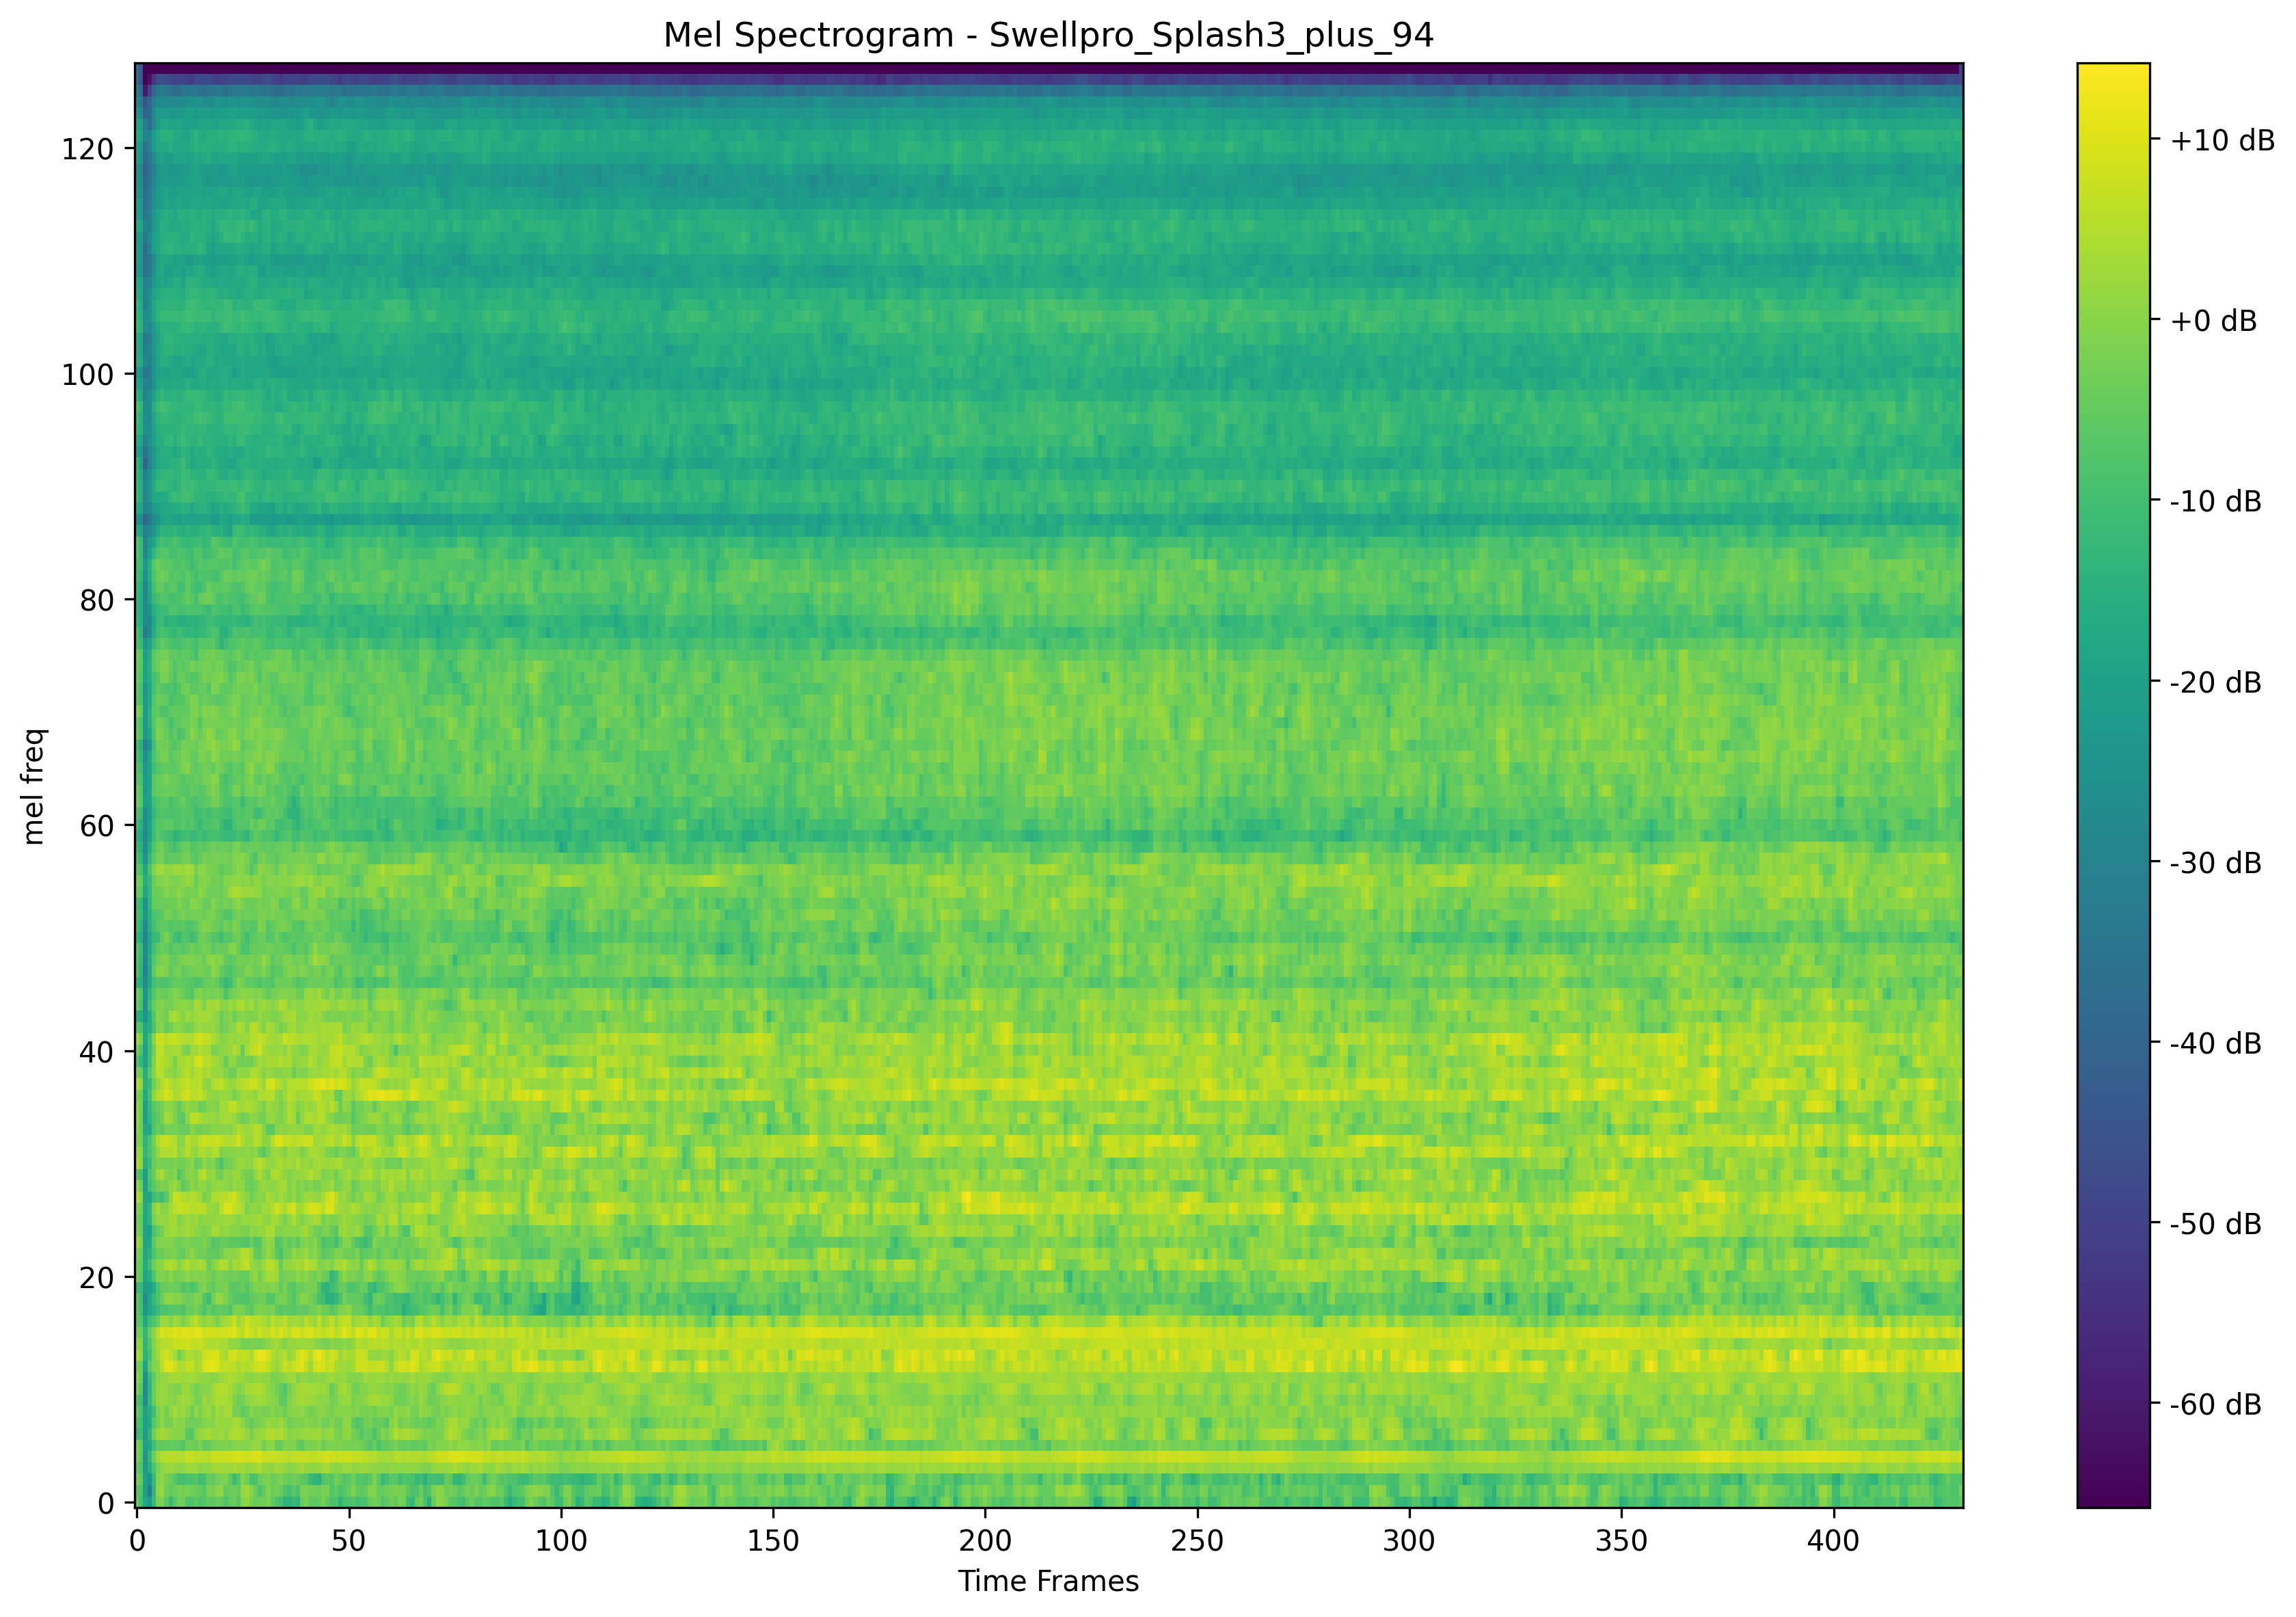 Mel Spectrogram - Swellpro_Splash3_plus_94
mel freq
120
100
80
60
40
20
0
0 50 100 150 200 250 300 350 400
Time Frames
+10 dB
+0 dB
-10 dB
-20 dB
-30 dB
-40 dB
-50 dB
-60 dB